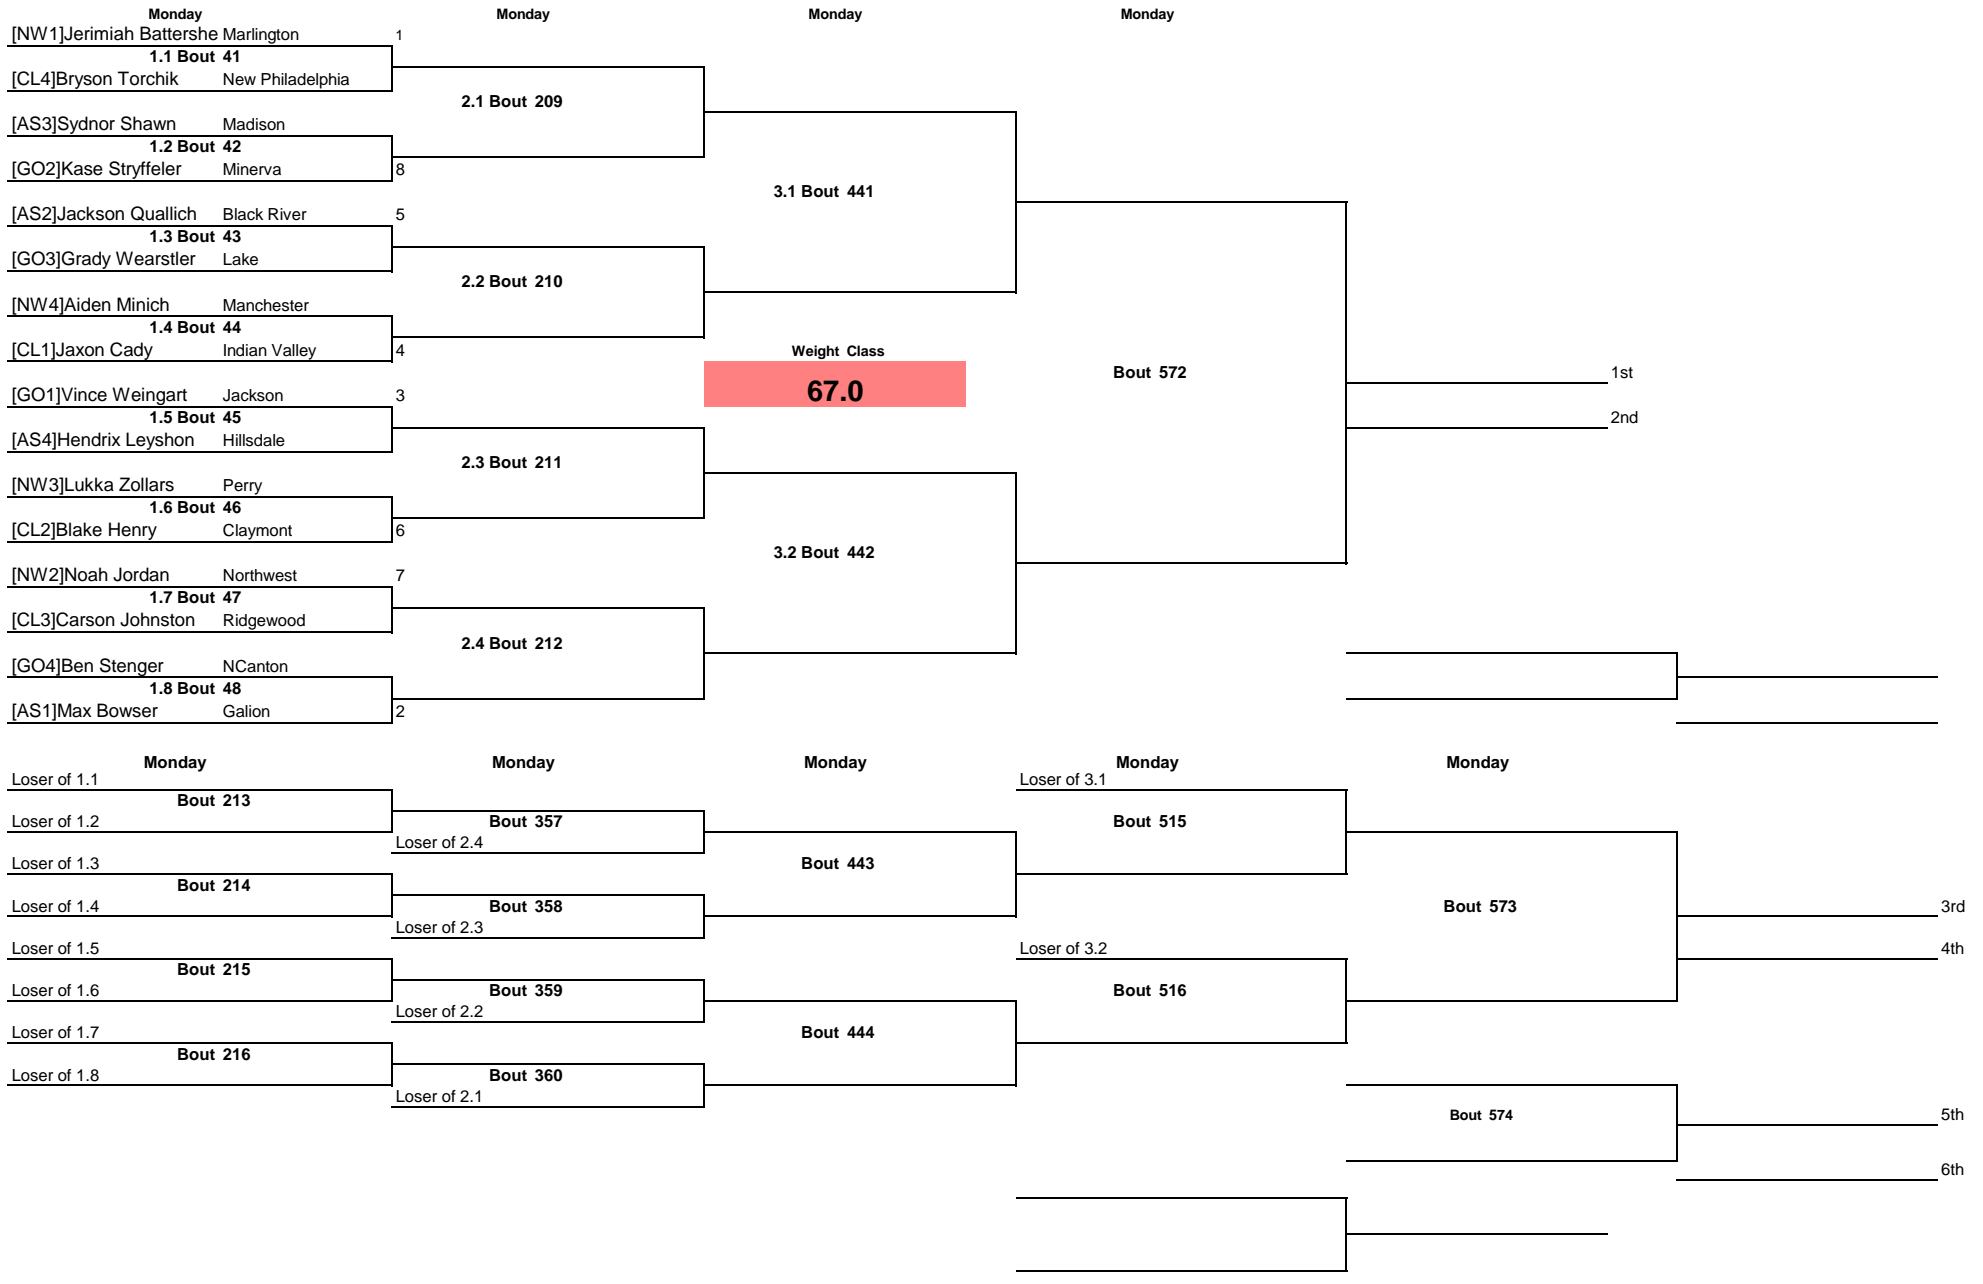 Monday Monday Monday Monday
[NW1]Jerimiah Battershe Marlington 1
1.1 Bout 41
[CL4]Bryson Torchik New Philadelphia
2.1 Bout 209
[AS3]Sydnor Shawn Madison
1.2 Bout 42
[GO2]Kase Stryffeler Minerva 8
3.1 Bout 441
[AS2]Jackson Quallich Black River 5
1.3 Bout 43
[GO3]Grady Wearstler Lake
2.2 Bout 210
[NW4]Aiden Minich Manchester
1.4 Bout 44
[CL1]Jaxon Cady Indian Valley 4
Weight Class
Bout 572
1st
67.0
[GO1]Vince Weingart Jackson 3
1.5 Bout 45
2nd
[AS4]Hendrix Leyshon Hillsdale
2.3 Bout 211
[NW3]Lukka Zollars Perry
1.6 Bout 46
[CL2]Blake Henry Claymont 6
3.2 Bout 442
[NW2]Noah Jordan Northwest 7
1.7 Bout 47
[CL3]Carson Johnston Ridgewood
2.4 Bout 212
[GO4]Ben Stenger NCanton
1.8 Bout 48
[AS1]Max Bowser Galion 2
Monday Monday Monday Monday Monday
Loser of 1.1 Loser of 3.1
Bout 213
Loser of 1.2 Bout 357 Bout 515
Loser of 2.4
Loser of 1.3 Bout 443
Bout 214
Loser of 1.4 Bout 358 Bout 573 3rd
Loser of 2.3
Loser of 1.5 Loser of 3.2 4th
Bout 215
Loser of 1.6 Bout 359 Bout 516
Loser of 2.2
Loser of 1.7 Bout 444
Bout 216
Loser of 1.8 Bout 360
Loser of 2.1
Bout 574 5th
6th